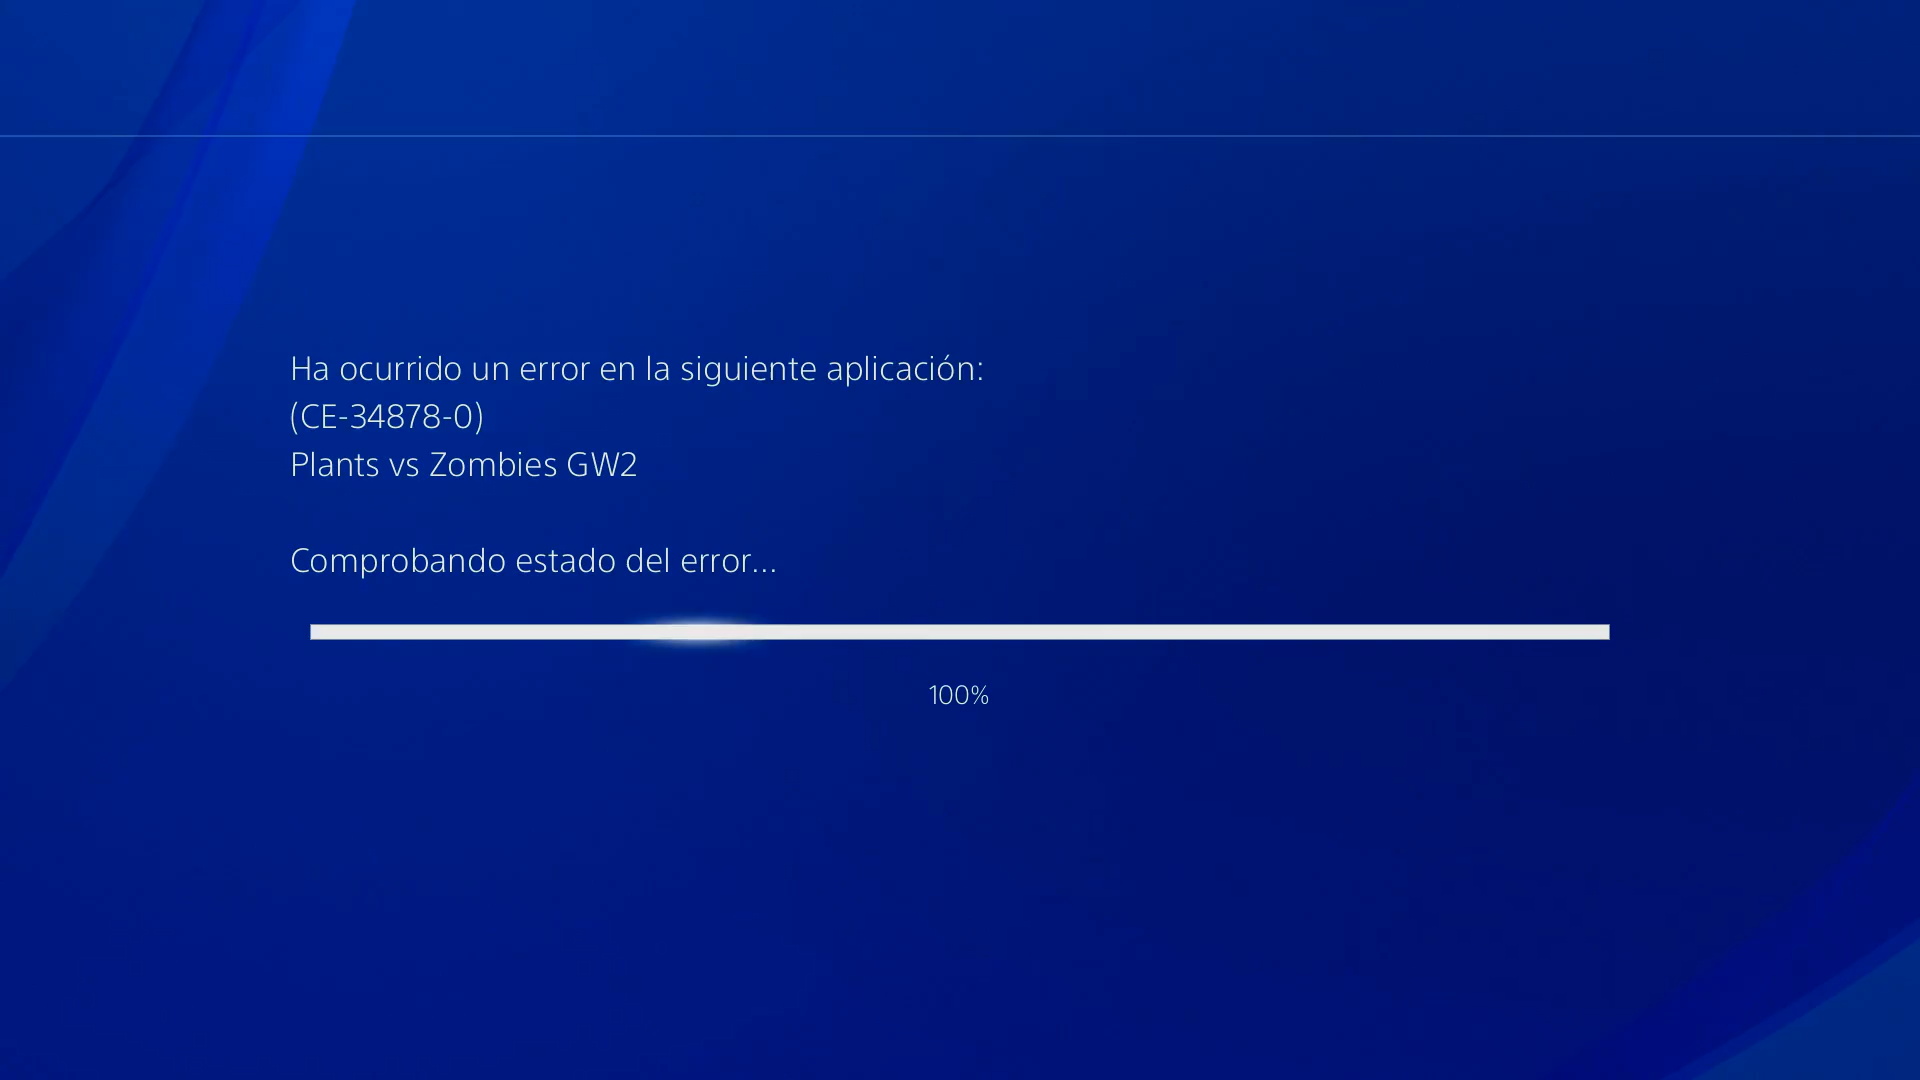 Ha ocurrido un error en la siguiente aplicación:
(CE-34878-0)
Plants vs Zombies GW2
Comprobando estado del error...
100%